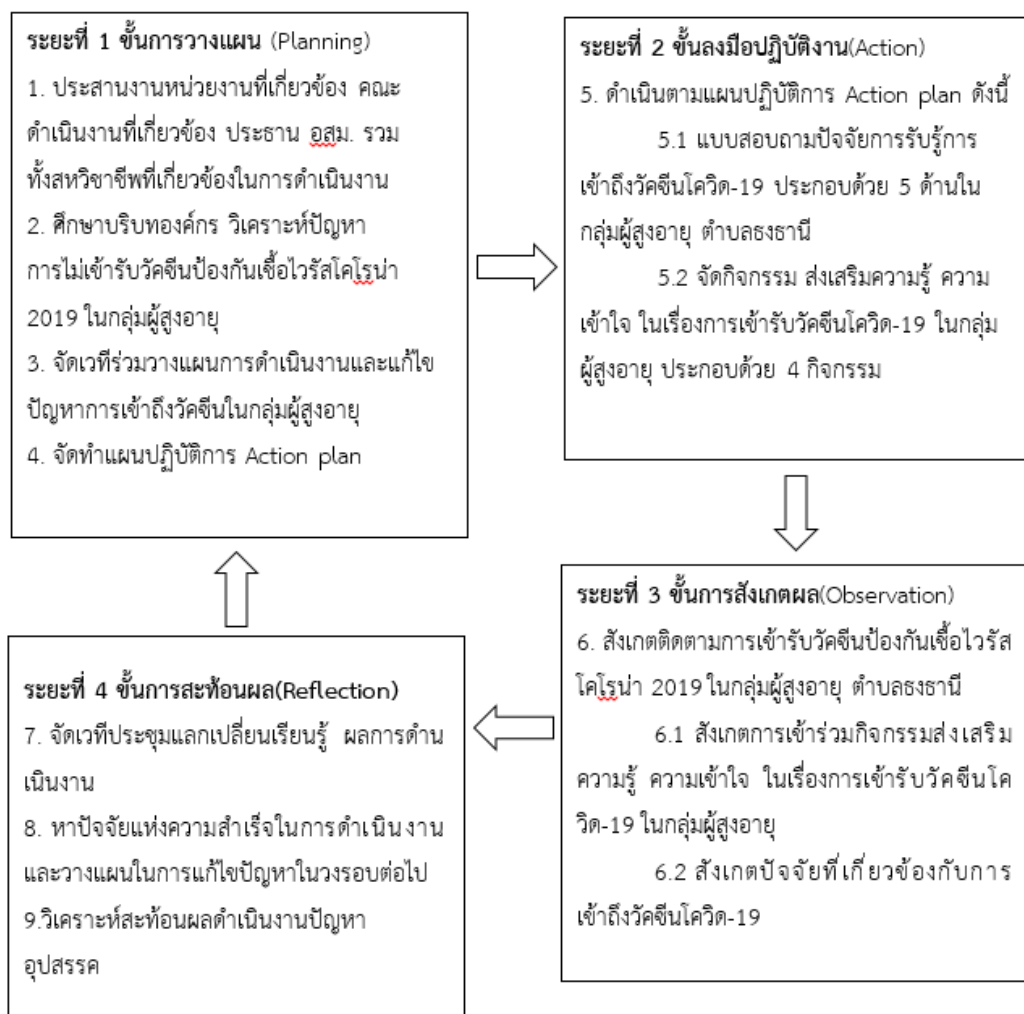 ระยะที่ 1 ขั้นการวางแผน (Planning)
1. ประสานงานหน่วยงานที่เกี่ยวข้อง คณะ
ดำเนินงานที่เกี่ยวข้อง ประธาน อสม. รวม
ทั้งสหวิชาชีพที่เกี่ยวข้องในการดำเนินงาน
2. ศึกษาบริบทองค์กร วิเคราะห์ปัญหา
การไม่เข้ารับวัคซีนป้องกันเชื้อไวรัสโคโรน่า
2019 ในกลุ่มผู้สูงอายุ
3. จัดเวทีร่วมวางแผนการดำเนินงานและแก้ไข
ปัญหาการเข้าถึงวัคซีนในกลุ่มผู้สูงอายุ
4. จัดทำแผนปฏิบัติการ Action plan
ระยะที่ 2 ขั้นลงมือปฏิบัติงาน(Action)
5. ดำเนินตามแผนปฏิบัติการ Action plan ดังนี้
5.1 แบบสอบถามปัจจัยการรับรู้การ
เข้าถึงวัคซีนโควิด-19 ประกอบด้วย 5 ด้านใน
กลุ่มผู้สูงอายุ ตำบลธงธานี
5.2 จัดกิจกรรม ส่งเสริมความรู้ ความ
เข้าใจ ในเรื่องการเข้ารับวัคซีนโควิด-19 ในกลุ่ม
ผู้สูงอายุ ประกอบด้วย 4 กิจกรรม
ระยะที่ 3 ขั้นการสังเกตผล(Observation)
6. สังเกตติดตามการเข้ารับวัคซีนป้องกันเชื้อไวรัส
โคโรน่า 2019 ในกลุ่มผู้สูงอายุ ตำบลธงธานี
6.1 สังเกตการเข้าร่วมกิจกรรมส่งเสริม
ความรู้ ความเข้าใจ ในเรื่องการเข้ารับวัคซีนโค
วิด-19 ในกลุ่มผู้สูงอายุ
6.2 สังเกตปัจจัยที่เกี่ยวข้องกับการ
เข้าถึงวัคซีนโควิด-19
ระยะที่ 4 ขั้นการสะท้อนผล(Reflection)
7. จัดเวทีประชุมแลกเปลี่ยนเรียนรู้ ผลการดำน
เนินงาน
8. หาปัจจัยแห่งความสำเร็จในการดำเนินงาน
และวางแผนในการแก้ไขปัญหาในวงรอบต่อไป
9.วิเคราะห์สะท้อนผลดำเนินงานปัญหา
อุปสรรค